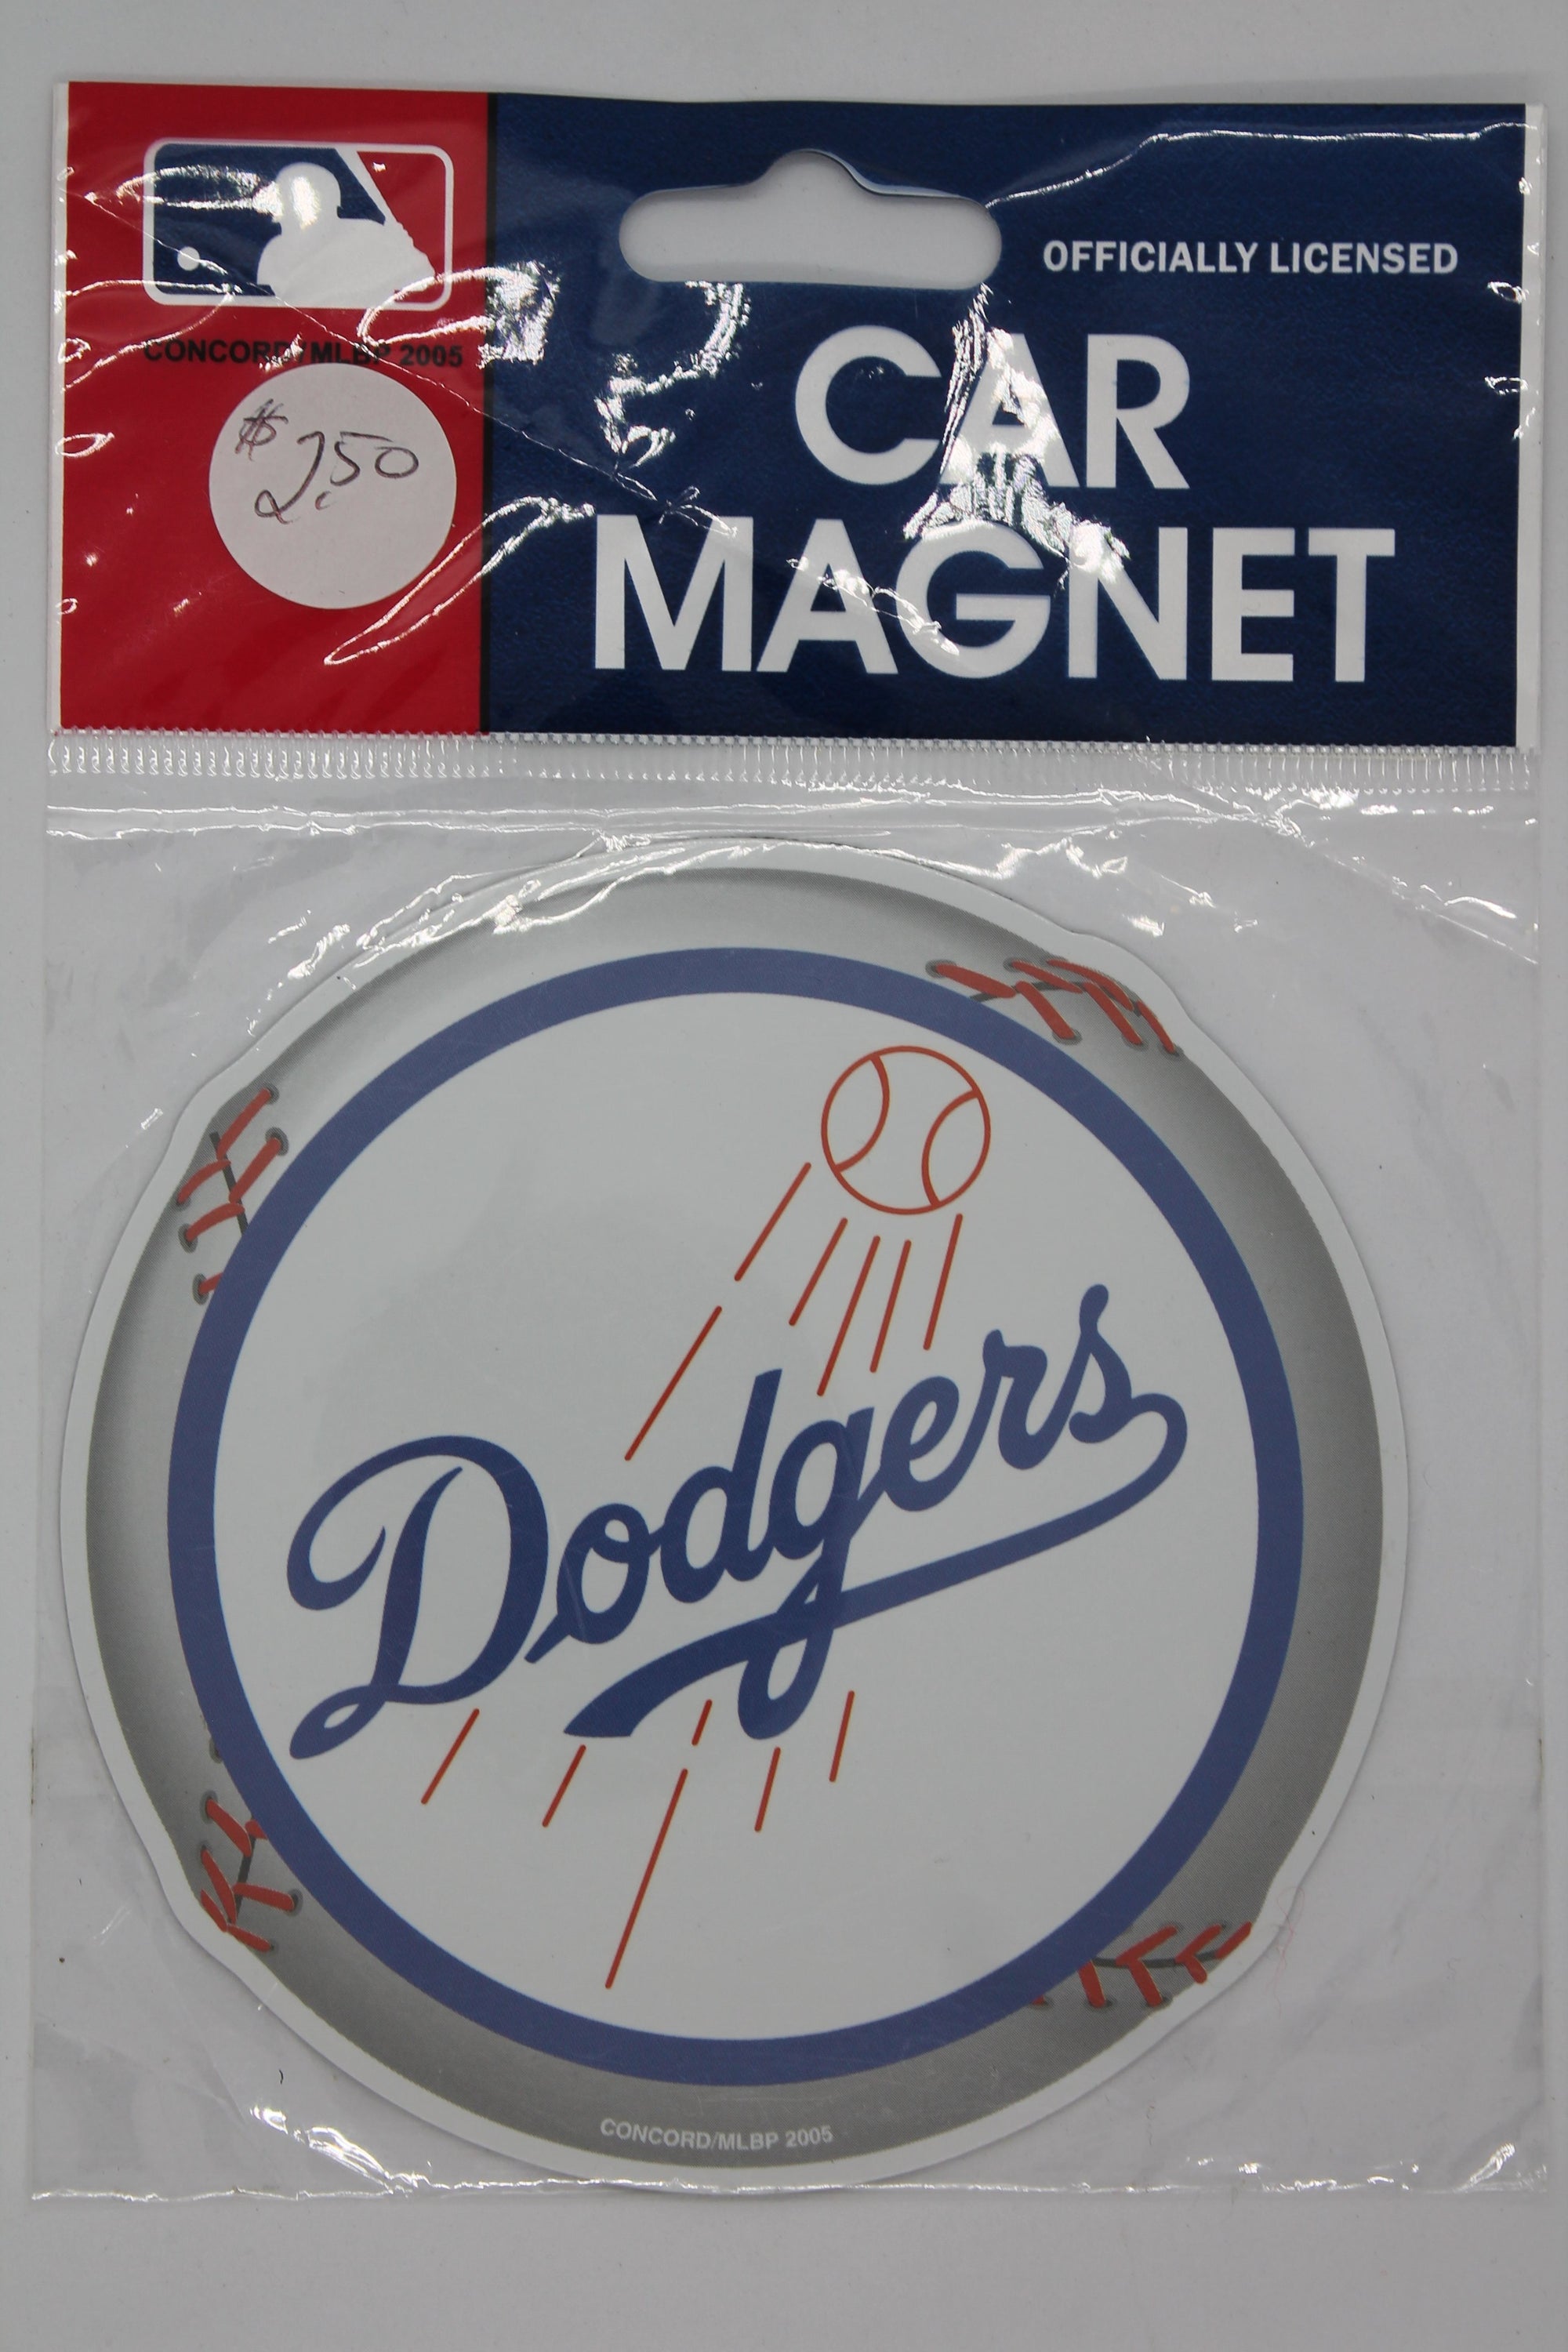 OFFICIALLY LICENSED
CONCORD/MLBP 2005
$2.50
CAR
MAGNET
Dodgers
CONCORD/MLBP 2005